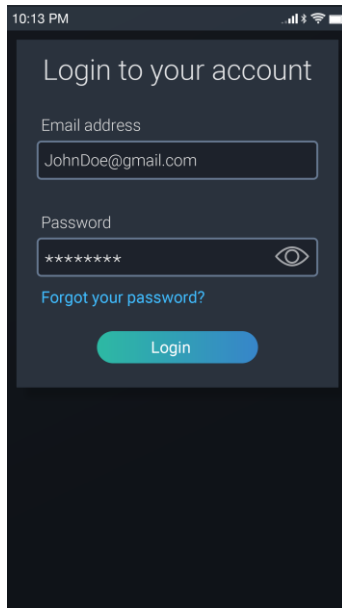 10:13 PM
Login to your account
Email address
JohnDoe@gmail.com
Password
********
Forgot your password?
Login